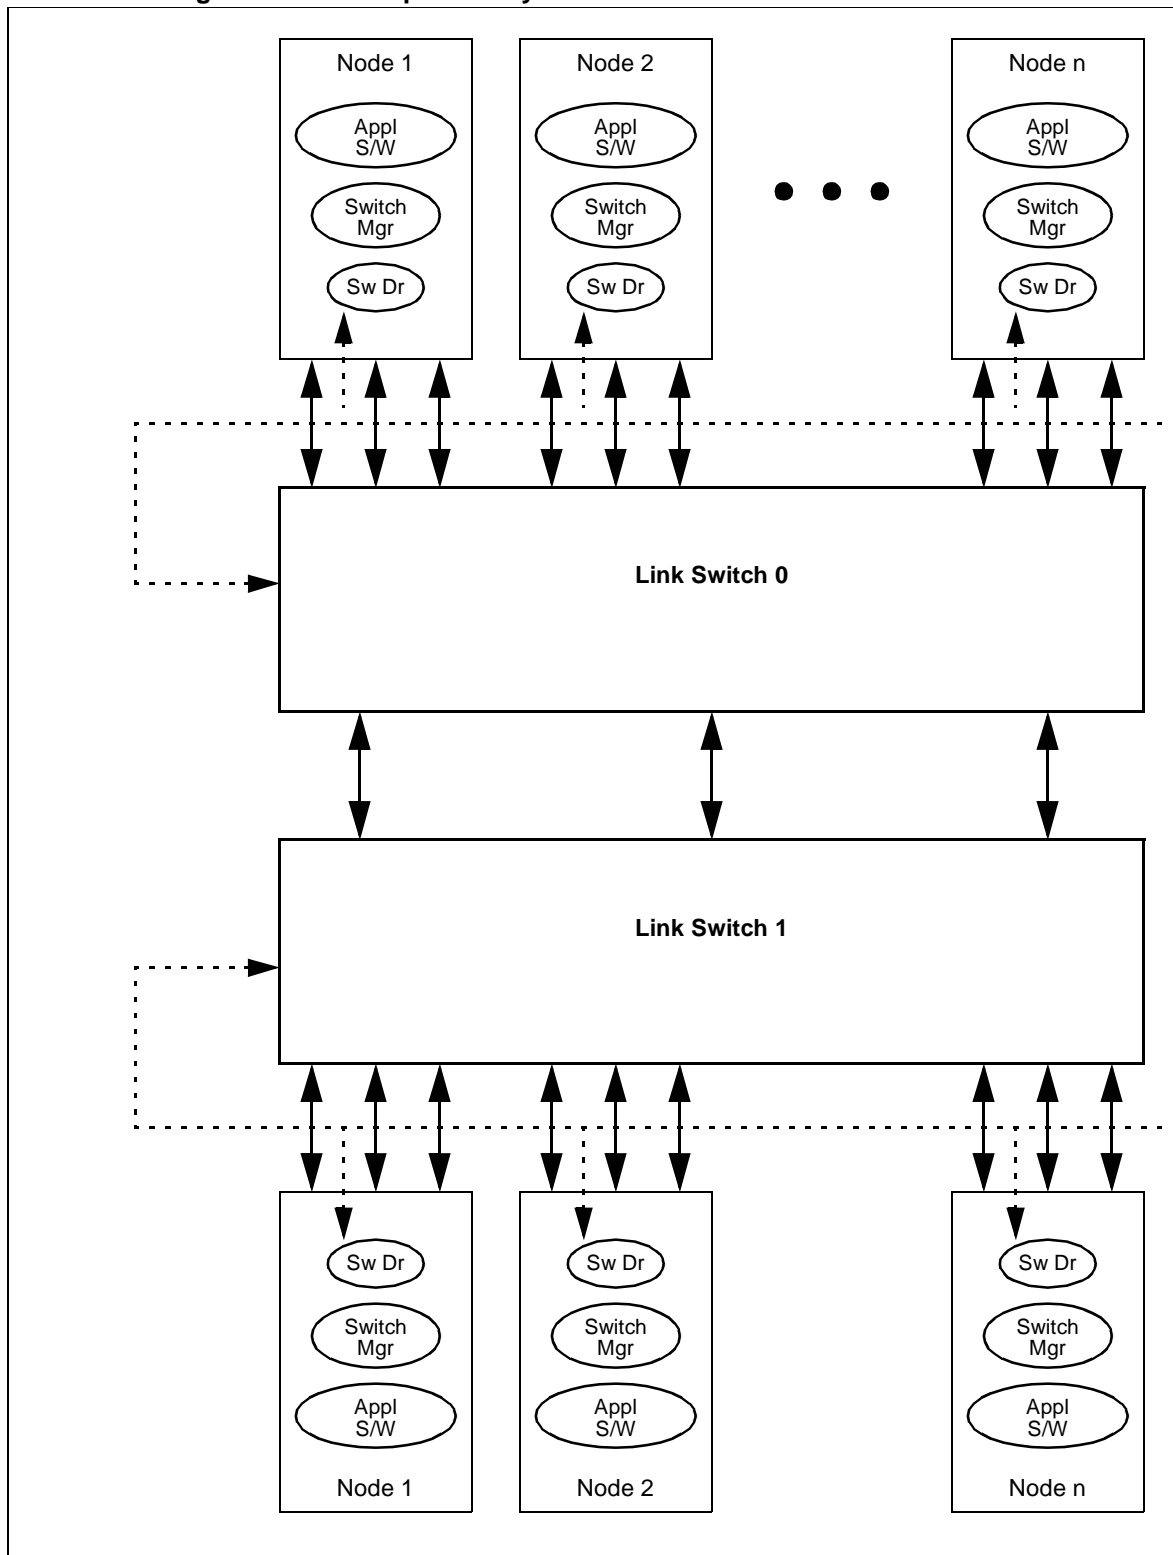 Node 1
Node 2
Node n
Appl
S/W
Appl
S/W
Appl
S/W
Switch
Mgr
Switch
Mgr
Switch
Mgr
Sw Dr
Sw Dr
Sw Dr
Link Switch 0
Link Switch 1
Sw Dr
Sw Dr
Sw Dr
Switch
Mgr
Switch
Mgr
Switch
Mgr
Appl
S/W
Appl
S/W
Appl
S/W
Node 1
Node 2
Node n